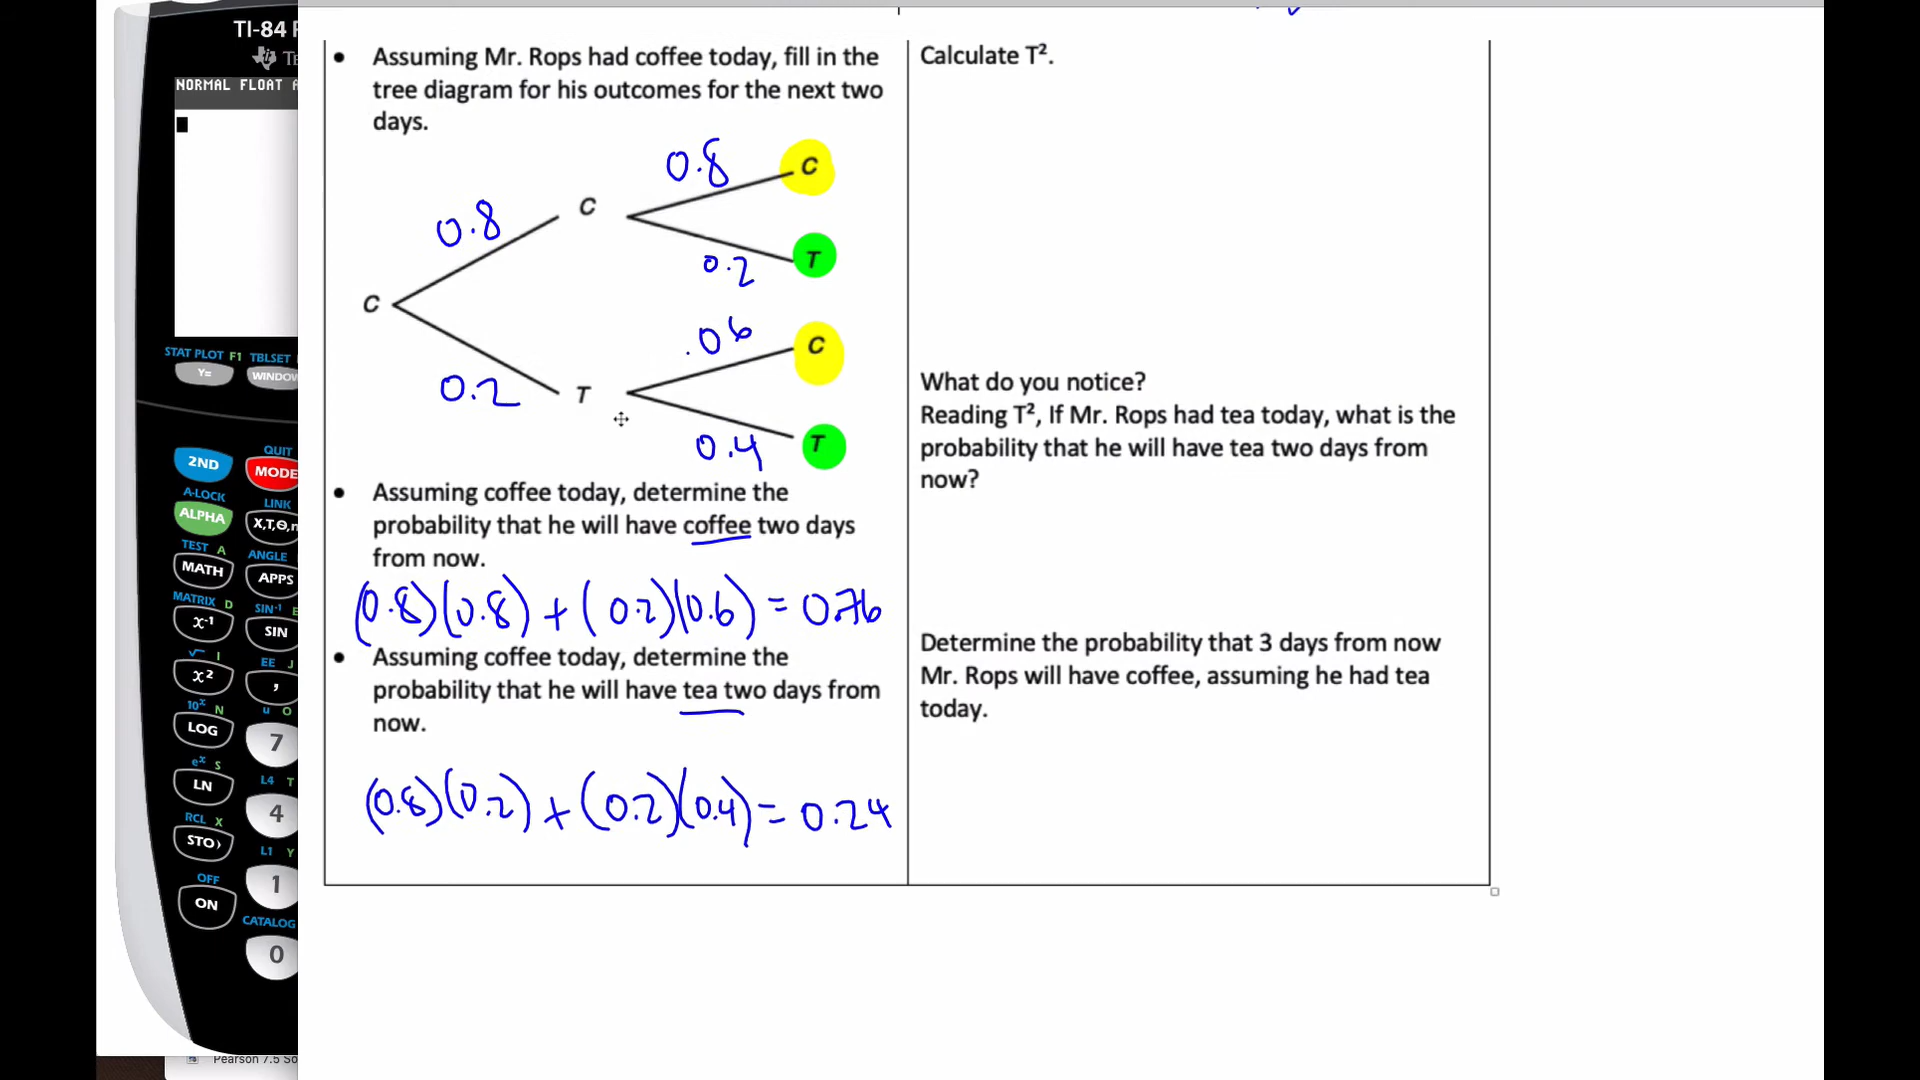 TI-84
NORMAL FLOAT
STAT PLOT F1 TBLSET
Y= WINDOW
QUIT
2ND MODE
A-LOCK LINK
ALPHA X,T,Θ,n
TEST A ANGLE
MATH APPS
MATRIX D SIN⁻¹ E
x⁻¹ SIN
√ I EE J
x² ,
10ˣ N u O
LOG 7
eˣ S L4 T
LN 4
RCL X L1 Y
STO› 1
OFF CATALOG
ON 0
Pearson 7.5 So
• Assuming Mr. Rops had coffee today, fill in the
tree diagram for his outcomes for the next two
days.
0.8 C
0.8 C
0.2 T
C
.06 C
0.2 T
0.4 T
• Assuming coffee today, determine the
probability that he will have coffee two days
from now.
(0.8)(0.8) + (0.2)(0.6) = 0.76
• Assuming coffee today, determine the
probability that he will have tea two days from
now.
(0.8)(0.2) + (0.2)(0.4) = 0.24
Calculate T².
What do you notice?
Reading T², If Mr. Rops had tea today, what is the
probability that he will have tea two days from
now?
Determine the probability that 3 days from now
Mr. Rops will have coffee, assuming he had tea
today.